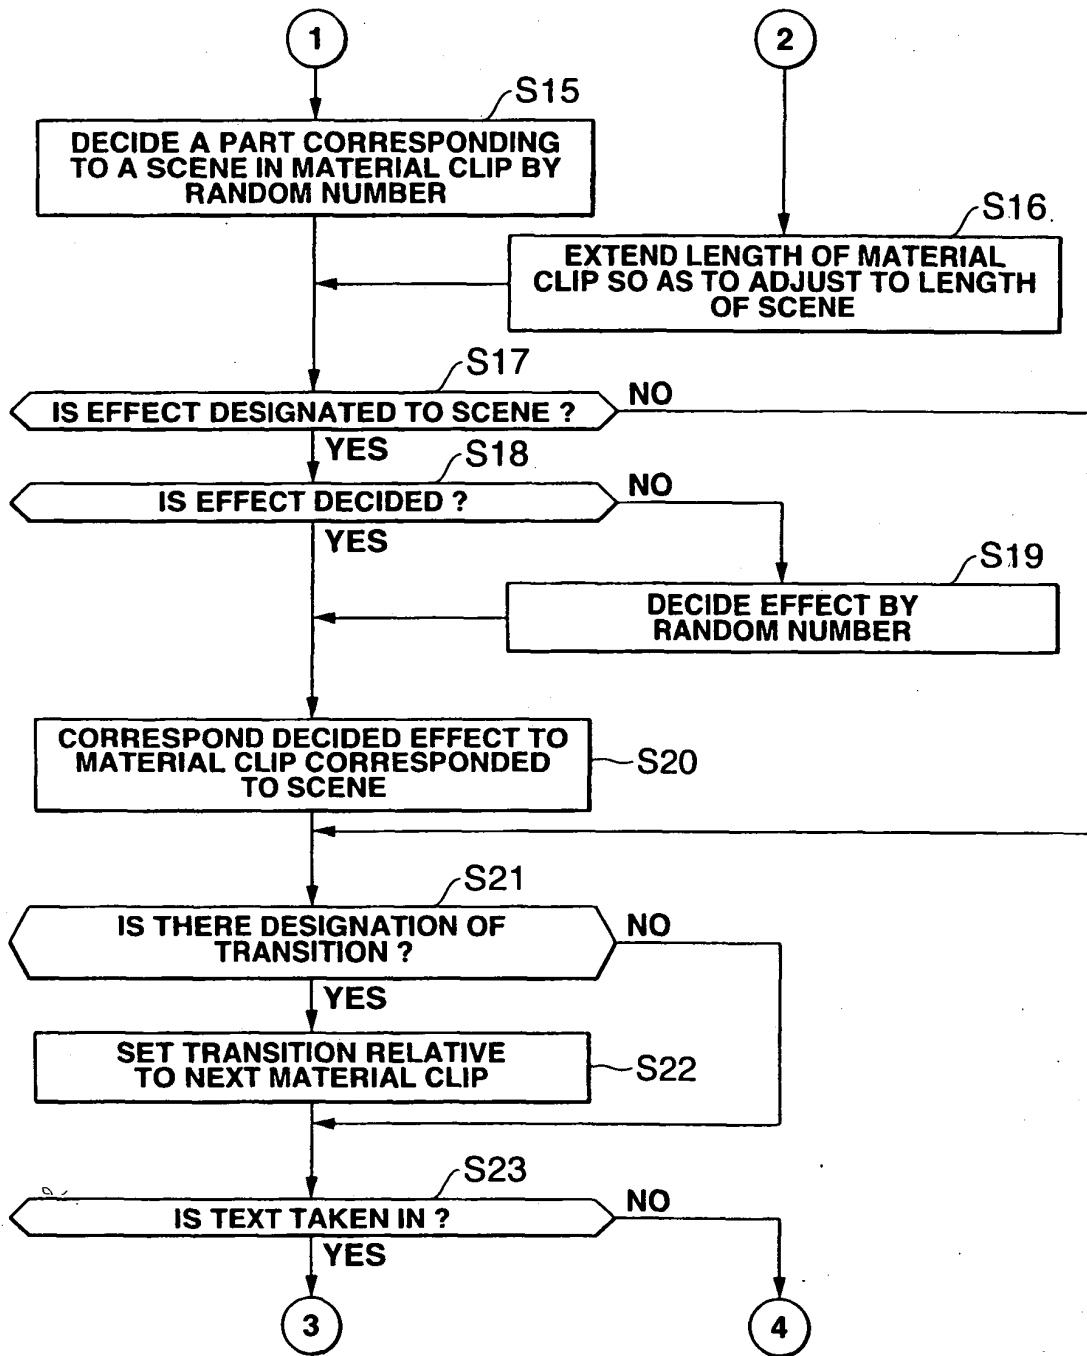 1
2
S15
DECIDE A PART CORRESPONDING
TO A SCENE IN MATERIAL CLIP BY
RANDOM NUMBER
S16
EXTEND LENGTH OF MATERIAL
CLIP SO AS TO ADJUST TO LENGTH
OF SCENE
S17
IS EFFECT DESIGNATED TO SCENE ?
NO
YES
S18
IS EFFECT DECIDED ?
NO
YES
S19
DECIDE EFFECT BY
RANDOM NUMBER
CORRESPOND DECIDED EFFECT TO
MATERIAL CLIP CORRESPONDED
TO SCENE
S20
S21
IS THERE DESIGNATION OF
TRANSITION ?
NO
YES
SET TRANSITION RELATIVE
TO NEXT MATERIAL CLIP
S22
S23
IS TEXT TAKEN IN ?
NO
YES
3
4